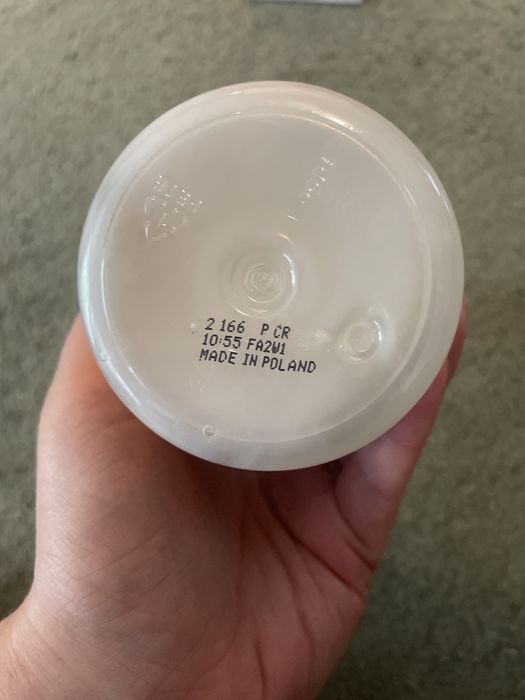 2 166 P CR
10:55 FA2W1
MADE IN POLAND